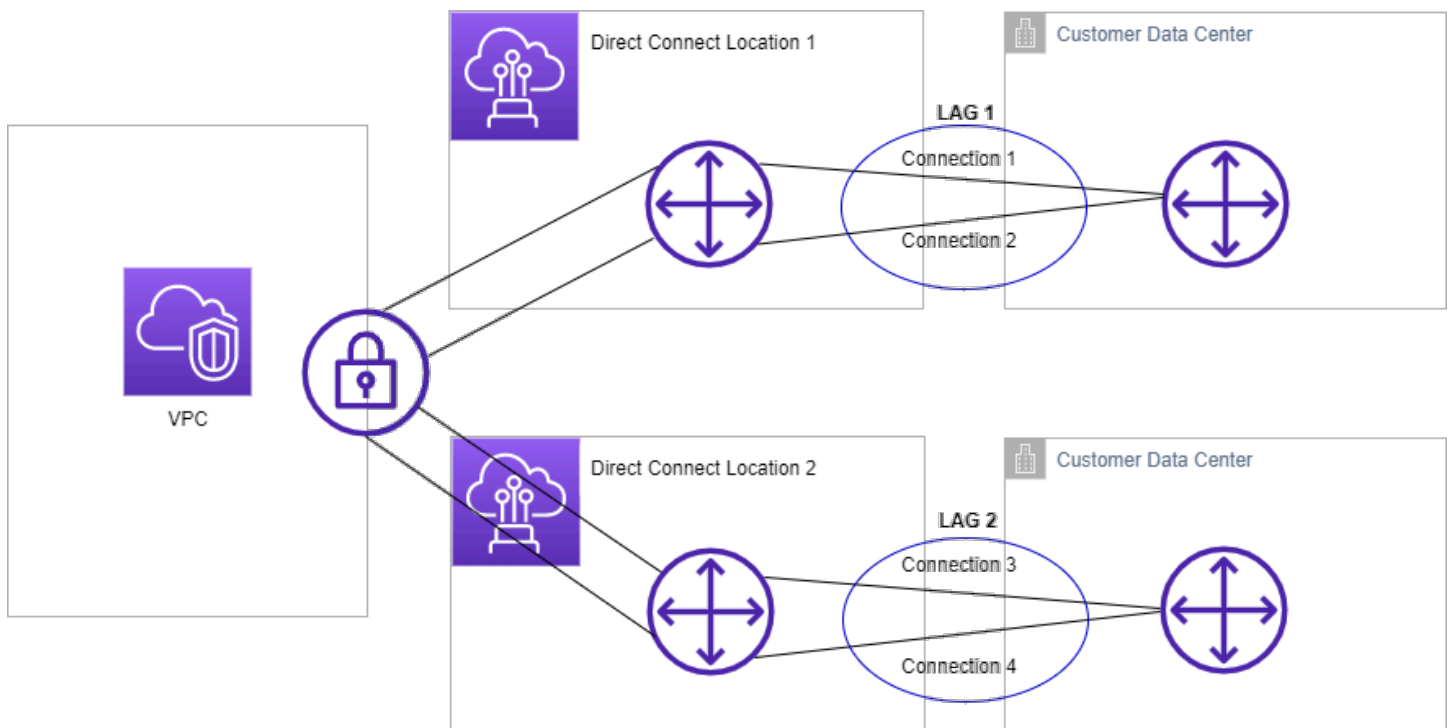 Direct Connect Location 1
Customer Data Center
LAG 1
Connection 1
Connection 2
VPC
Direct Connect Location 2
Customer Data Center
LAG 2
Connection 3
Connection 4